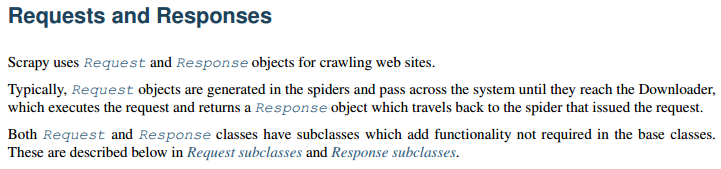 Requests and Responses
Scrapy uses Request and Response objects for crawling web sites.
Typically, Request objects are generated in the spiders and pass across the system until they reach the Downloader,
which executes the request and returns a Response object which travels back to the spider that issued the request.
Both Request and Response classes have subclasses which add functionality not required in the base classes.
These are described below in Request subclasses and Response subclasses.